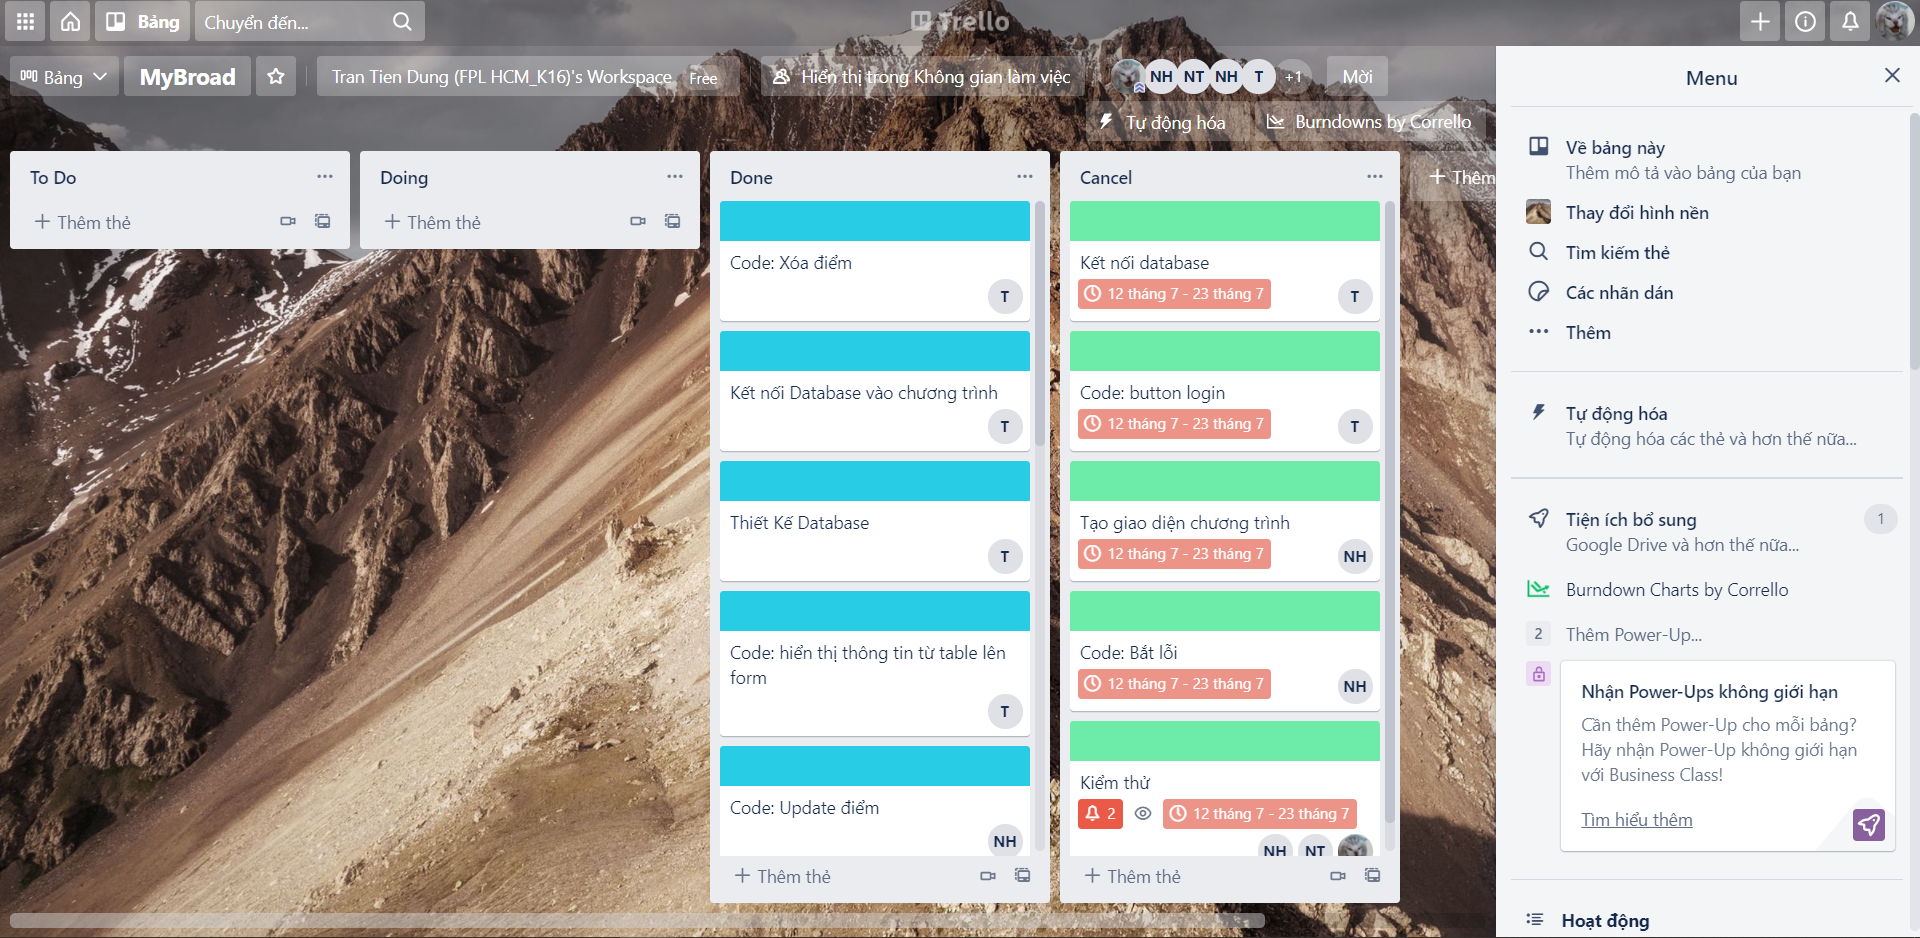 Bảng
Chuyển đến...
Trello
Bảng
MyBroad
Tran Tien Dung (FPL HCM_K16)'s Workspace
Free
Hiển thị trong Không gian làm việc
NH
NT
NH
T
+1
Mời
Tự động hóa
Burndowns by Corrello
To Do
Thêm thẻ
Doing
Thêm thẻ
Done
Code: Xóa điểm
T
Kết nối Database vào chương trình
T
Thiết Kế Database
T
Code: hiển thị thông tin từ table lên
form
T
Code: Update điểm
NH
Thêm thẻ
Cancel
Kết nối database
12 tháng 7 - 23 tháng 7
T
Code: button login
12 tháng 7 - 23 tháng 7
T
Tạo giao diện chương trình
12 tháng 7 - 23 tháng 7
NH
Code: Bắt lỗi
12 tháng 7 - 23 tháng 7
NH
Kiểm thử
2
12 tháng 7 - 23 tháng 7
NH
NT
Thêm thẻ
Thêm
Menu
Về bảng này
Thêm mô tả vào bảng của bạn
Thay đổi hình nền
Tìm kiếm thẻ
Các nhãn dán
Thêm
Tự động hóa
Tự động hóa các thẻ và hơn thế nữa...
Tiện ích bổ sung
1
Google Drive và hơn thế nữa...
Burndown Charts by Corrello
2
Thêm Power-Up...
Nhận Power-Ups không giới hạn
Cần thêm Power-Up cho mỗi bảng?
Hãy nhận Power-Up không giới hạn
với Business Class!
Tìm hiểu thêm
Hoạt động